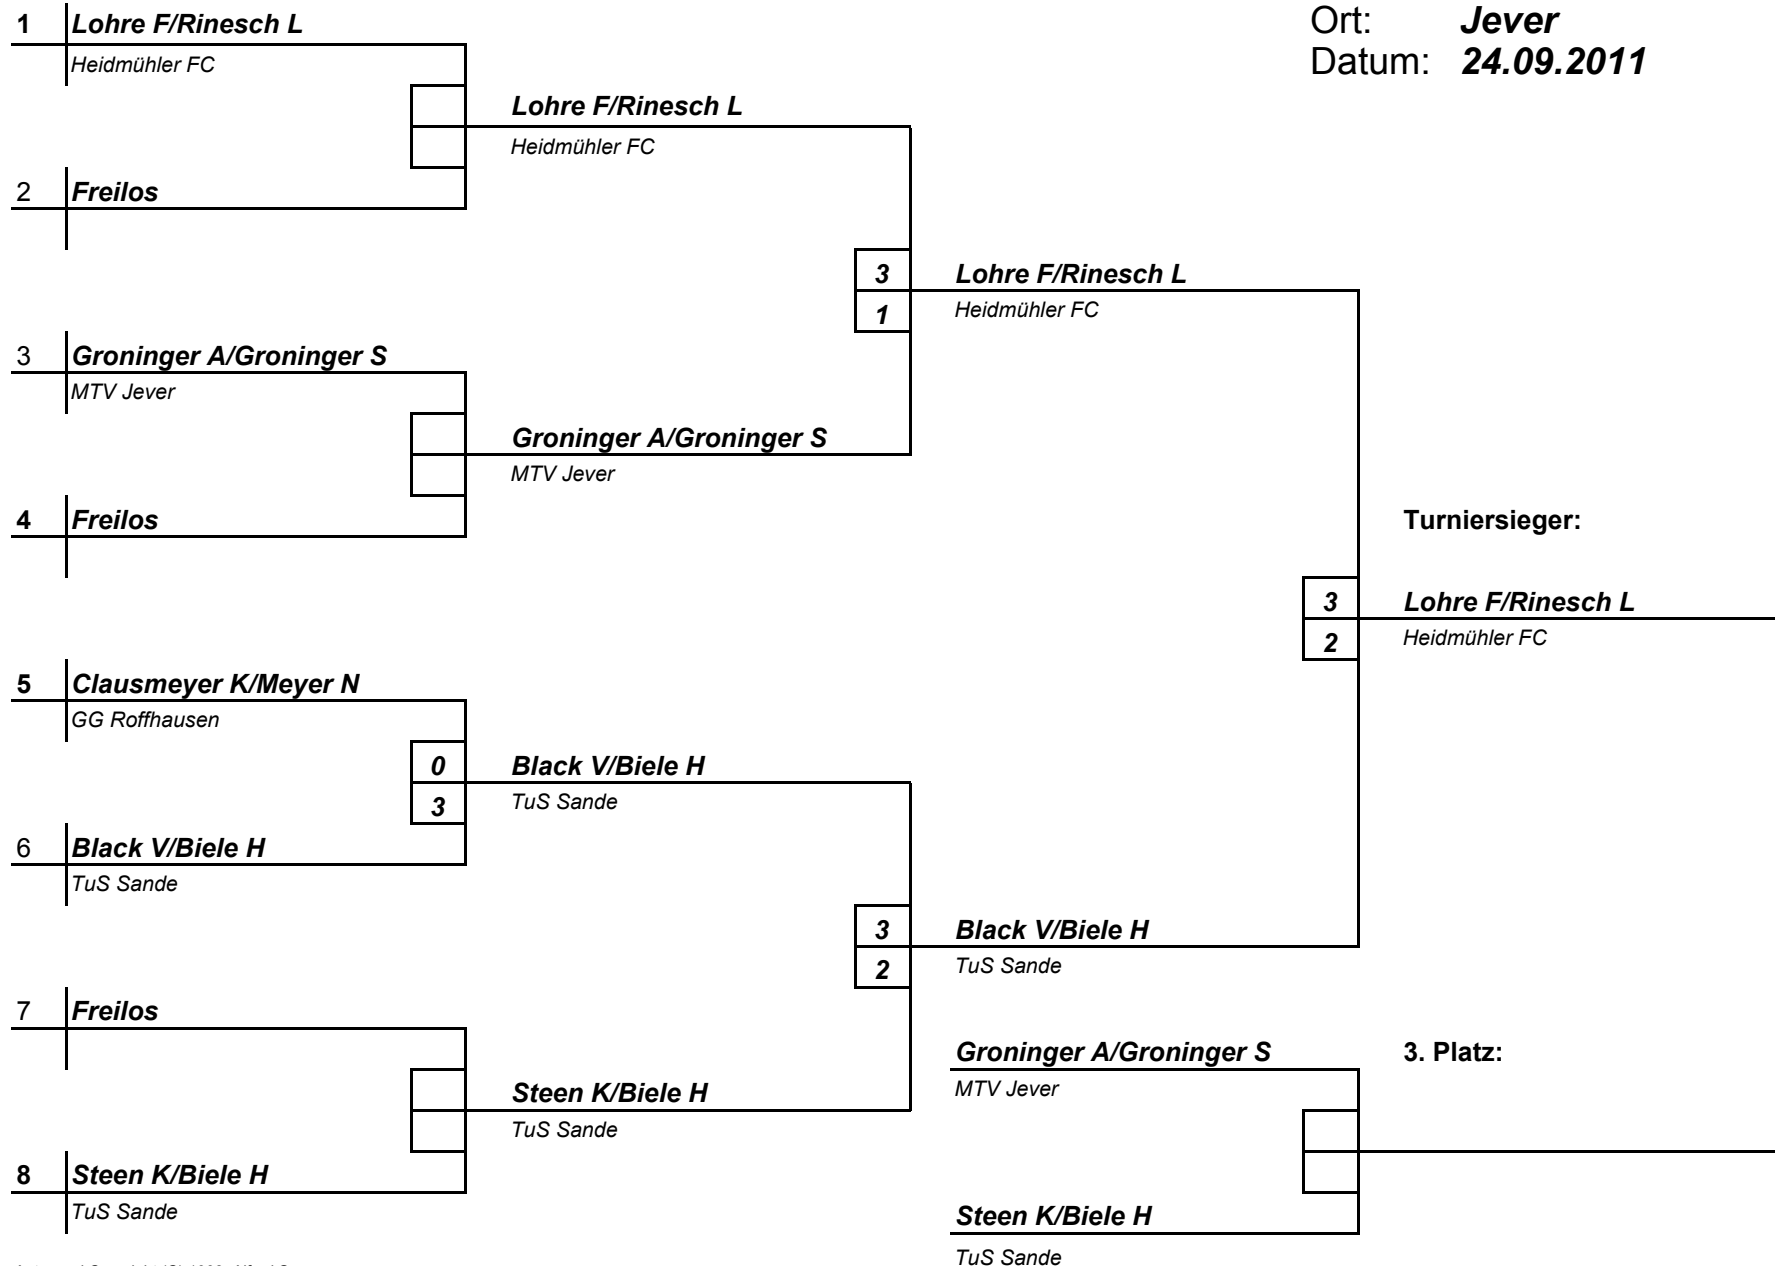 Ort: Jever
Datum: 24.09.2011
1 Lohre F/Rinesch L
Heidmühler FC
Lohre F/Rinesch L
Heidmühler FC
2 Freilos
3
1
Lohre F/Rinesch L
Heidmühler FC
3 Groninger A/Groninger S
MTV Jever
Groninger A/Groninger S
MTV Jever
4 Freilos
Turniersieger:
3
2
Lohre F/Rinesch L
Heidmühler FC
5 Clausmeyer K/Meyer N
GG Roffhausen
0
3
Black V/Biele H
TuS Sande
6 Black V/Biele H
TuS Sande
3
2
Black V/Biele H
TuS Sande
7 Freilos
Steen K/Biele H
TuS Sande
8 Steen K/Biele H
TuS Sande
Groninger A/Groninger S
MTV Jever
3. Platz:
Steen K/Biele H
TuS Sande